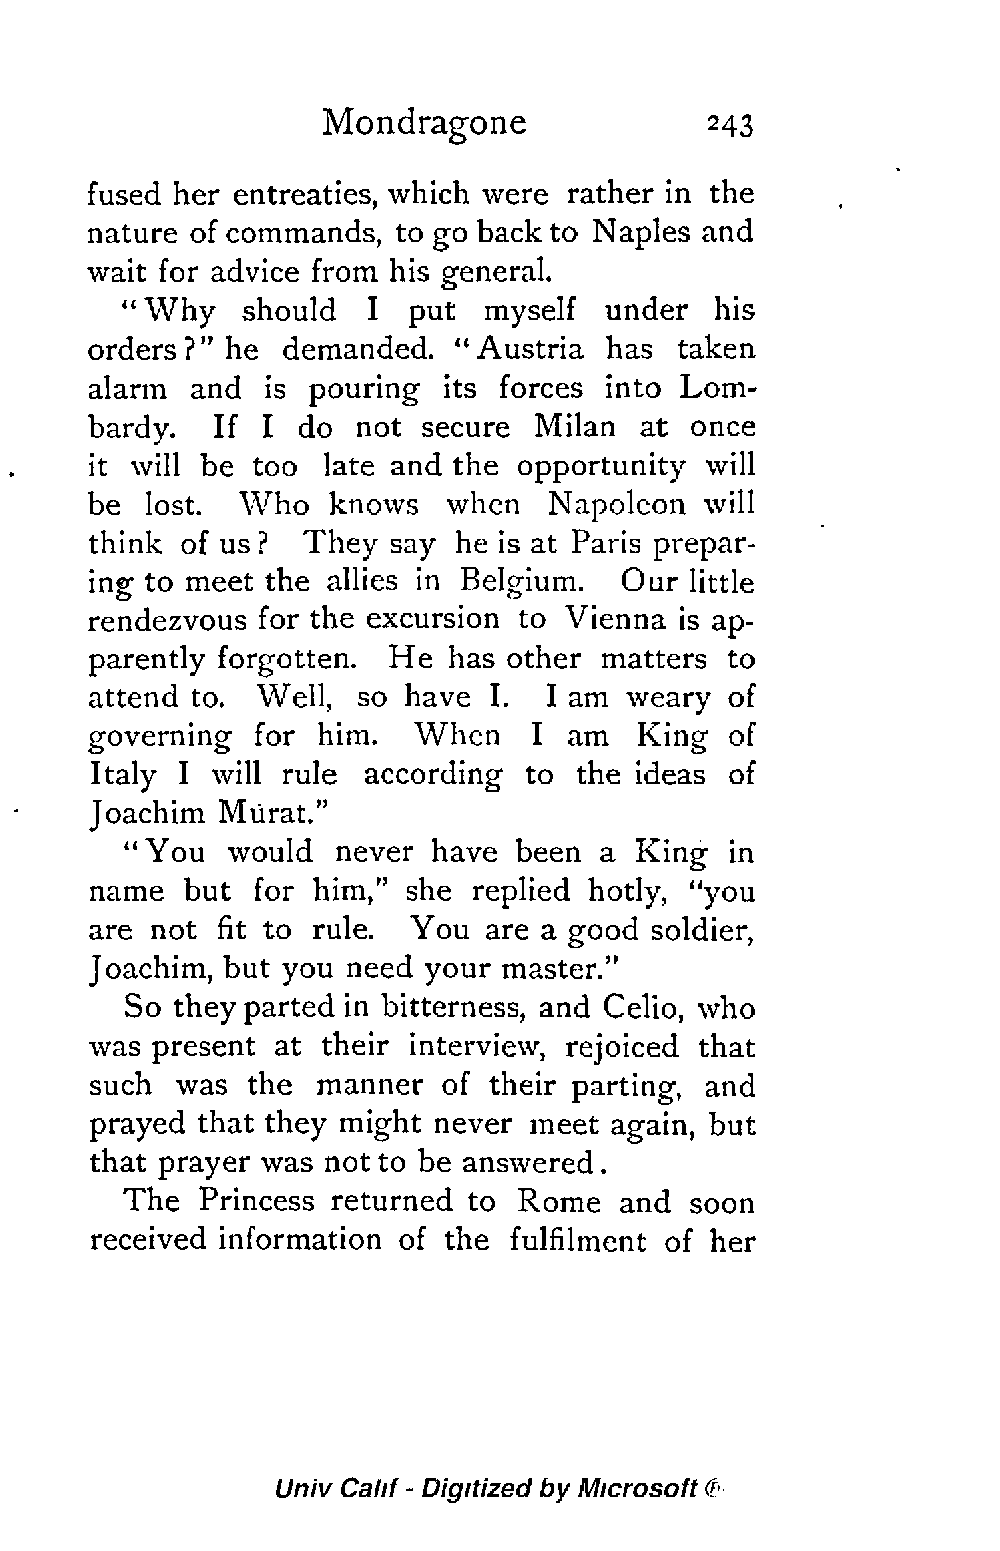 Mondragone 243
fused her entreaties, which were rather in the
nature of commands, to go back to Naples and
wait for advice from his general.
"Why should I put myself under his
orders?" he demanded. "Austria has taken
alarm and is pouring its forces into Lom-
bardy. If I do not secure Milan at once
it will be too late and the opportunity will
be lost. Who knows when Napoleon will
think of us? They say he is at Paris prepar-
ing to meet the allies in Belgium. Our little
rendezvous for the excursion to Vienna is ap-
parently forgotten. He has other matters to
attend to. Well, so have I. I am weary of
governing for him. When I am King of
Italy I will rule according to the ideas of
Joachim Murat."
"You would never have been a King in
name but for him," she replied hotly, "you
are not fit to rule. You are a good soldier,
Joachim, but you need your master."
So they parted in bitterness, and Celio, who
was present at their interview, rejoiced that
such was the manner of their parting, and
prayed that they might never meet again, but
that prayer was not to be answered.
The Princess returned to Rome and soon
received information of the fulfilment of her
Univ Calif - Digitized by Microsoft ®